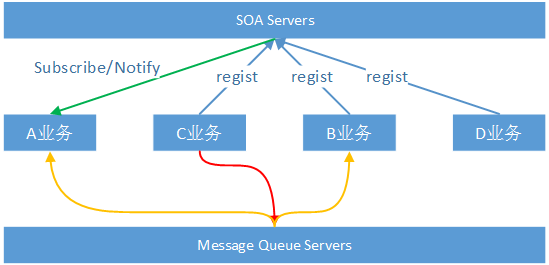 SOA Servers
Subscribe/Notify
regist
regist
regist
A业务
C业务
B业务
D业务
Message Queue Servers